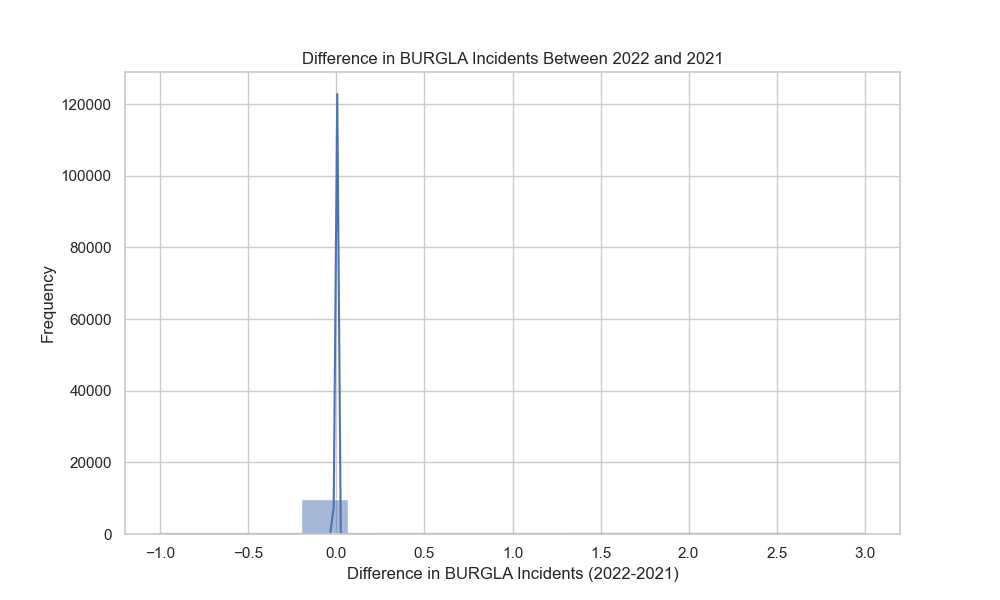 Difference in BURGLA Incidents Between 2022 and 2021
120000
100000
80000
60000
40000
20000
0
Frequency
−1.0 −0.5 0.0 0.5 1.0 1.5 2.0 2.5 3.0
Difference in BURGLA Incidents (2022-2021)